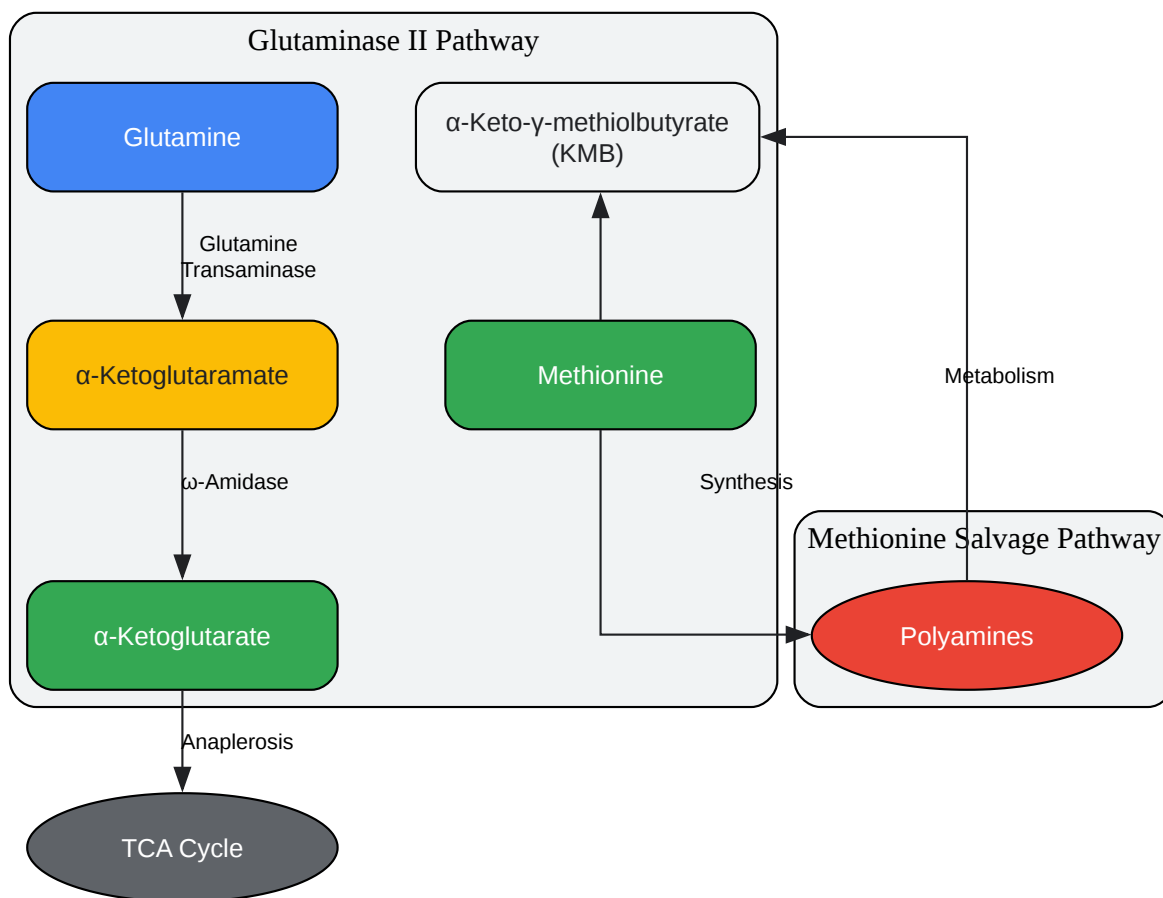 Glutaminase II Pathway
Glutamine
α-Keto-γ-methiolbutyrate
(KMB)
Glutamine
Transaminase
α-Ketoglutaramate
Methionine
Metabolism
ω-Amidase
Synthesis
Methionine Salvage Pathway
α-Ketoglutarate
Polyamines
Anaplerosis
TCA Cycle